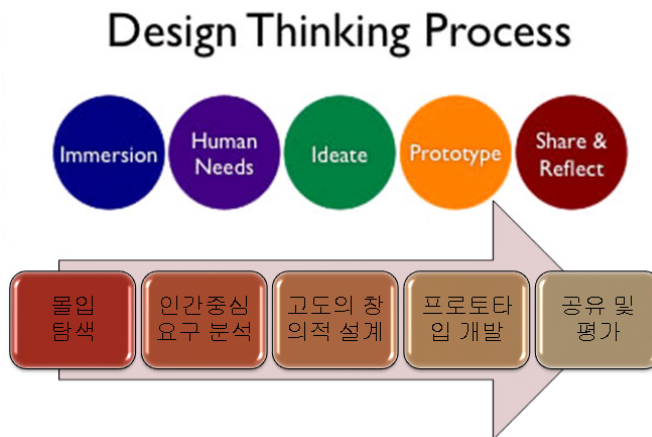 Design Thinking Process
Immersion
Human
Needs
Ideate
Prototype
Share &
Reflect
몰입
탐색
인간중심
요구 분석
고도의 창
의적 설계
프로토타
입 개발
공유 및
평가